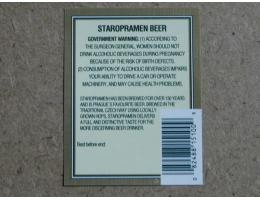 STAROPRAMEN BEER
GOVERNMENT WARNING: (1) ACCORDING TO
THE SURGEON GENERAL, WOMEN SHOULD NOT
DRINK ALCOHOLIC BEVERAGES DURING PREGNANCY
BECAUSE OF THE RISK OF BIRTH DEFECTS.
(2) CONSUMPTION OF ALCOHOLIC BEVERAGES IMPAIRS
YOUR ABILITY TO DRIVE A CAR OR OPERATE
MACHINERY, AND MAY CAUSE HEALTH PROBLEMS.
STAROPRAMEN HAS BEEN BREWED FOR OVER 130 YEARS
AND IS PRAGUE'S FAVOURITE BEER. BREWED IN THE
TRADITIONAL CZECH WAY USING LOCALLY
GROWN HOPS, STAROPRAMEN DELIVERS
A FULL AND DISTINCTIVE TASTE FOR
THE MORE DISCERNING BEER DRINKER.
Best before end: